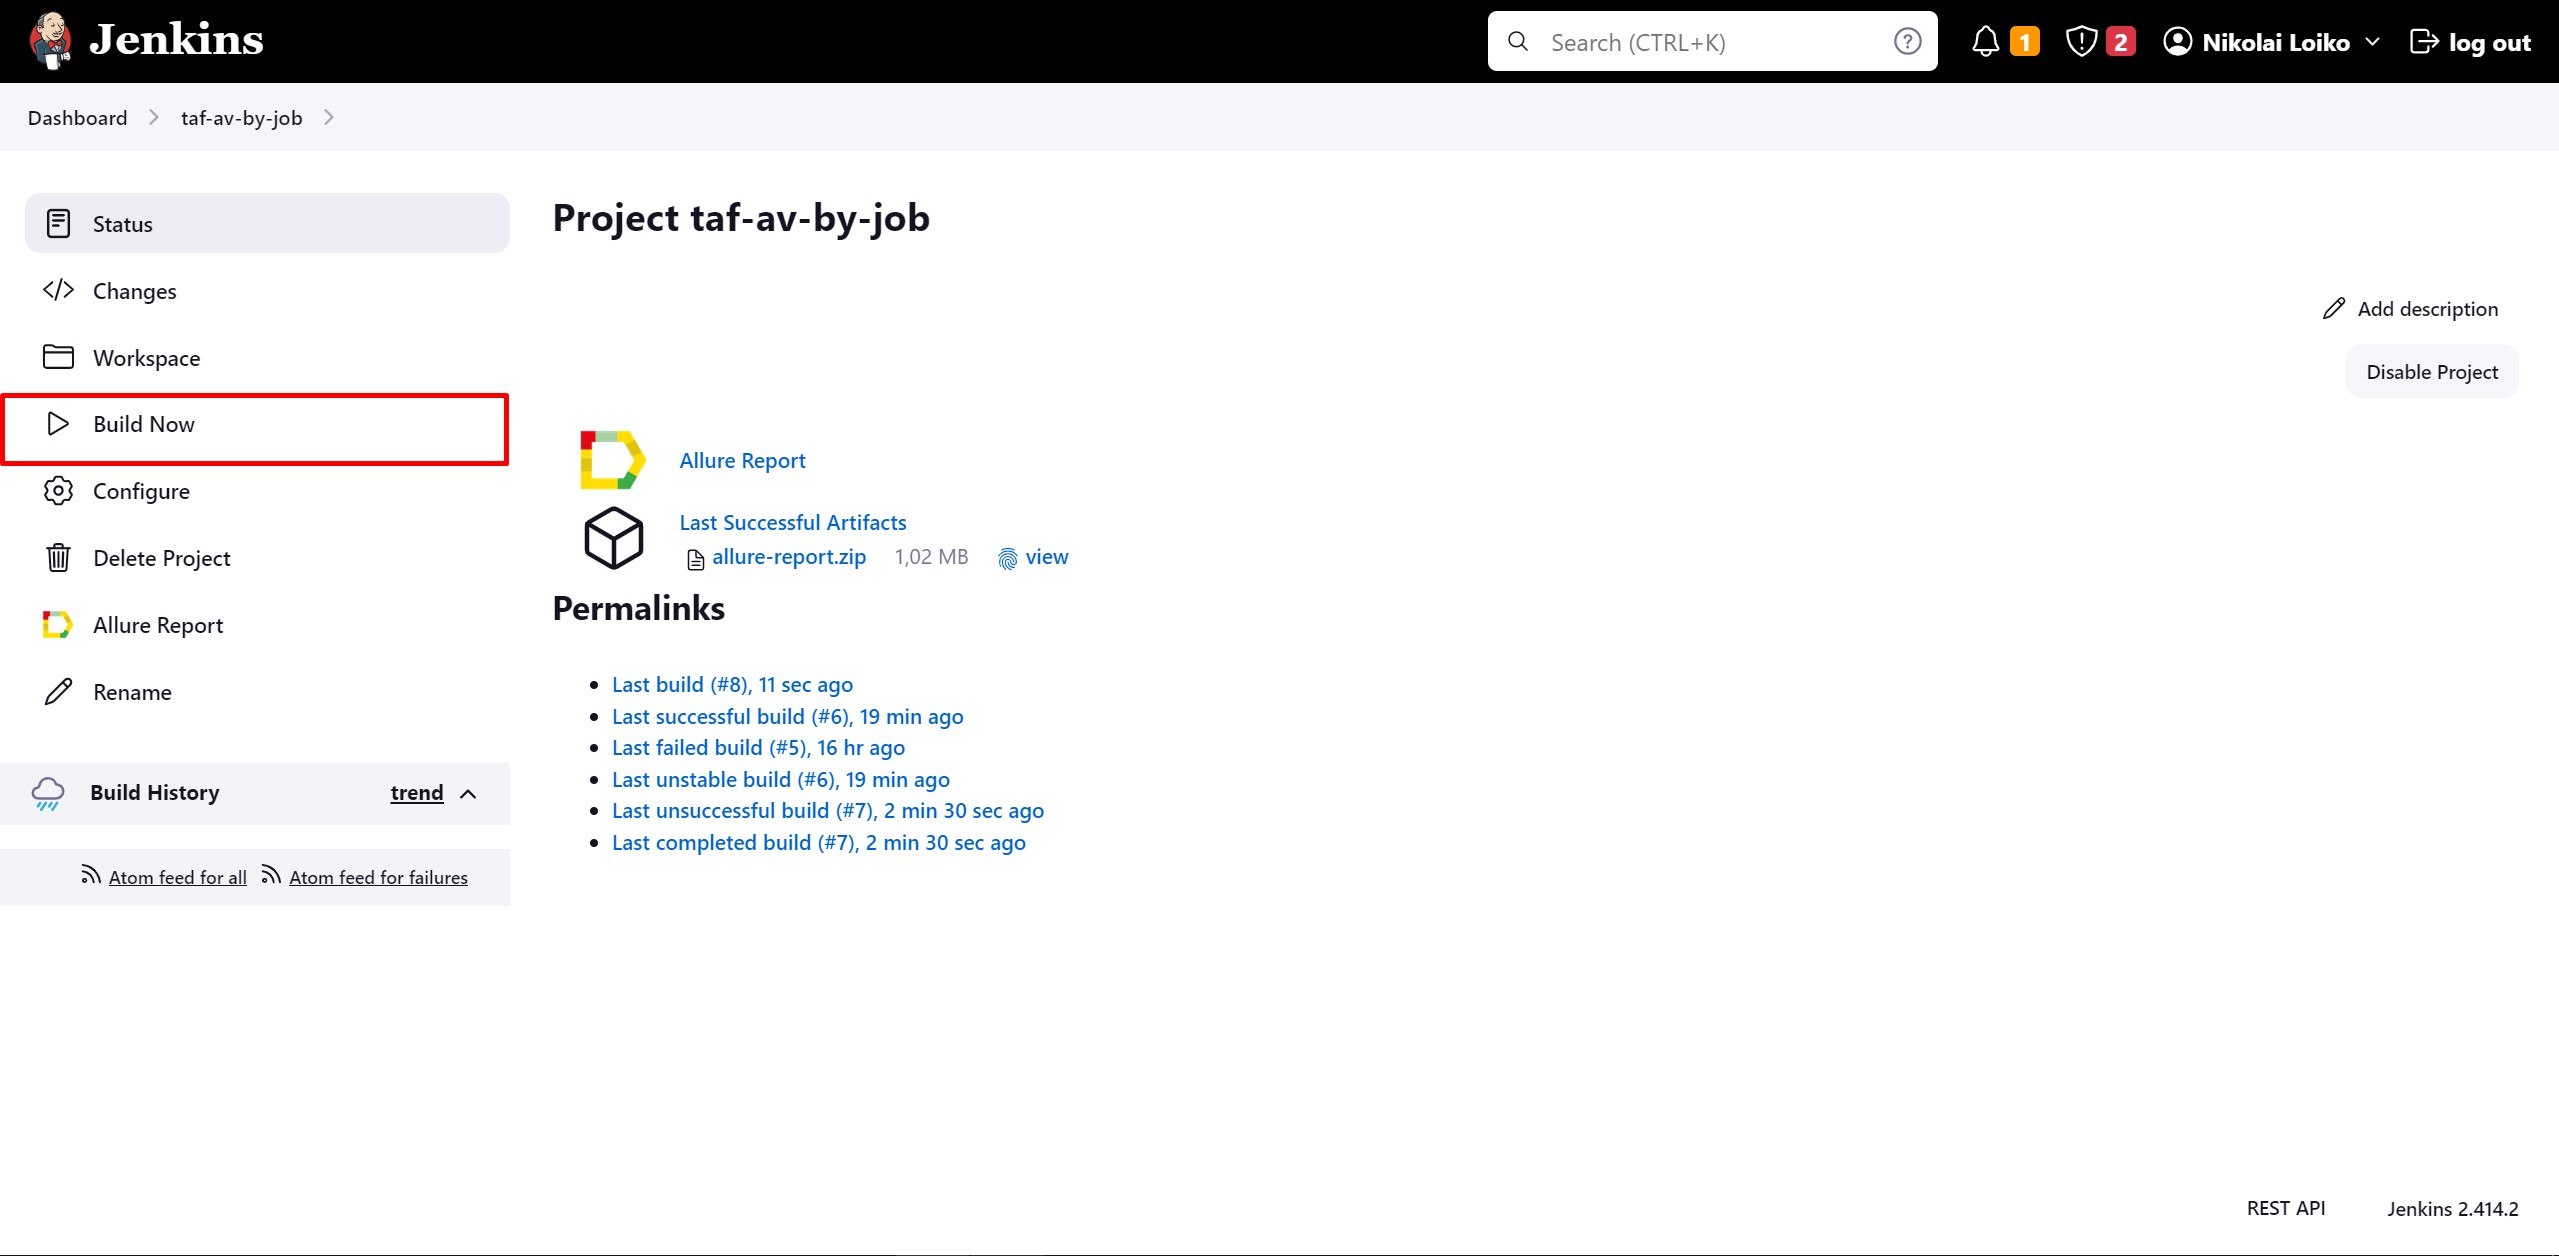 Jenkins
Search (CTRL+K)
1
2
Nikolai Loiko
log out
Dashboard
taf-av-by-job
Status
Changes
Workspace
Build Now
Configure
Delete Project
Allure Report
Rename
Build History
trend
Atom feed for all
Atom feed for failures
Project taf-av-by-job
Add description
Disable Project
Allure Report
Last Successful Artifacts
allure-report.zip 1,02 MB view
Permalinks
Last build (#8), 11 sec ago
Last successful build (#6), 19 min ago
Last failed build (#5), 16 hr ago
Last unstable build (#6), 19 min ago
Last unsuccessful build (#7), 2 min 30 sec ago
Last completed build (#7), 2 min 30 sec ago
REST API
Jenkins 2.414.2